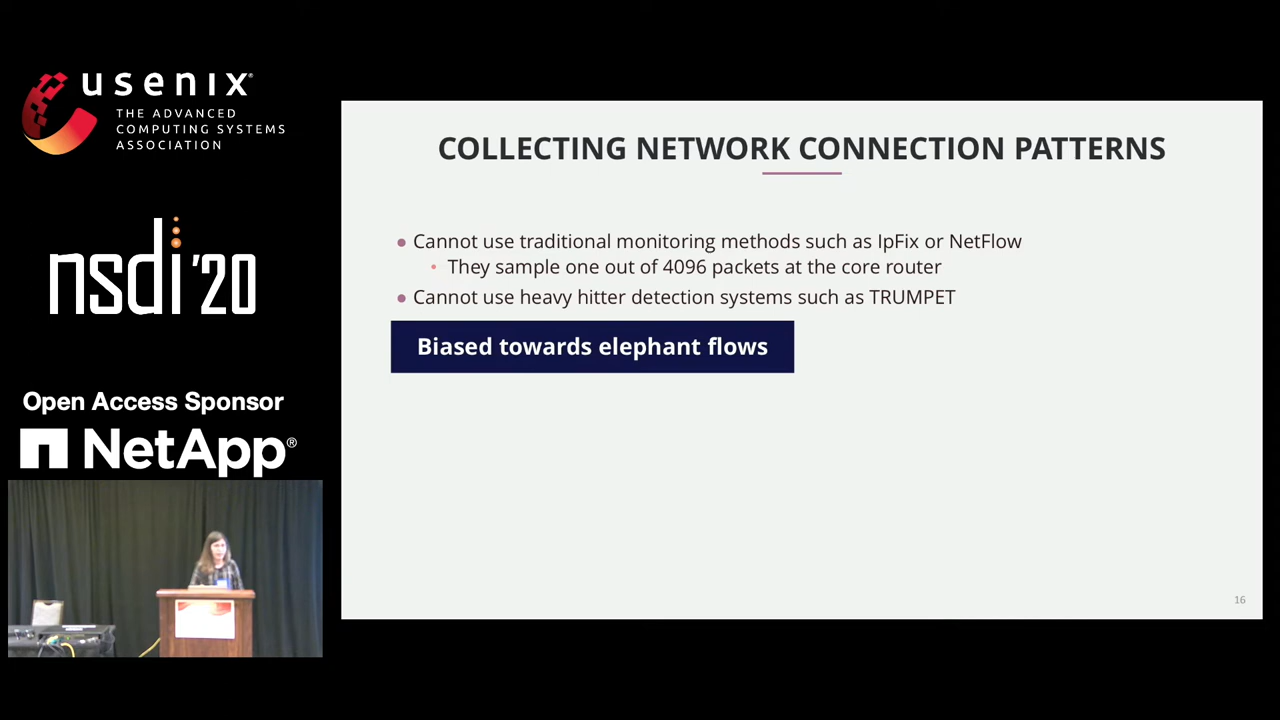 usenix®
THE ADVANCED
COMPUTING SYSTEMS
ASSOCIATION
nsdi '20
Open Access Sponsor
NetApp®
COLLECTING NETWORK CONNECTION PATTERNS
● Cannot use traditional monitoring methods such as IpFix or NetFlow
• They sample one out of 4096 packets at the core router
● Cannot use heavy hitter detection systems such as TRUMPET
Biased towards elephant flows
16